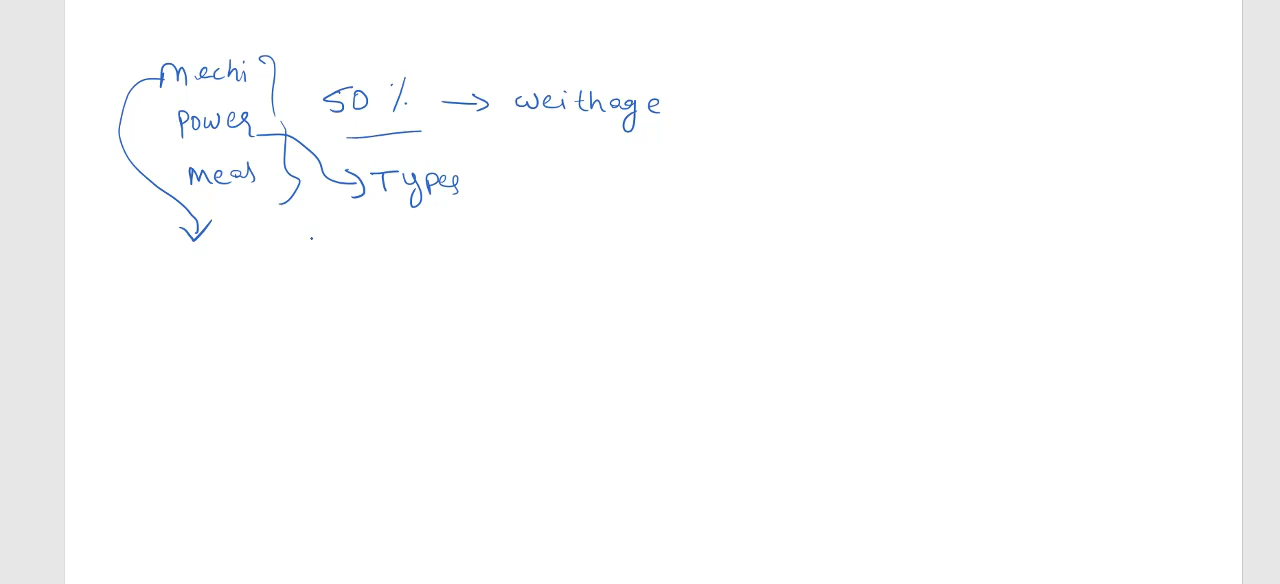 Mechi
50 % → weithage
Power
Meas
Types